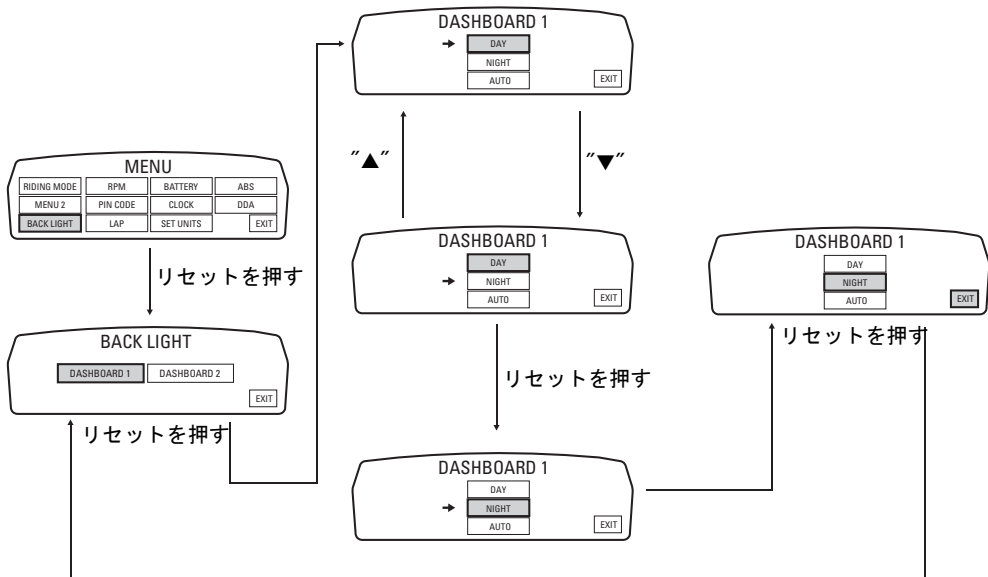 MENU
RIDING MODE RPM BATTERY ABS
MENU 2 PIN CODE CLOCK DDA
BACK LIGHT LAP SET UNITS EXIT
リセットを押す
BACK LIGHT
DASHBOARD 1 DASHBOARD 2
EXIT
リセットを押す
DASHBOARD 1
➔ DAY
NIGHT
AUTO EXIT
"▲"
"▼"
DASHBOARD 1
DAY
➔ NIGHT
AUTO EXIT
リセットを押す
DASHBOARD 1
DAY
➔ NIGHT
AUTO EXIT
DASHBOARD 1
DAY
NIGHT
AUTO EXIT
リセットを押す